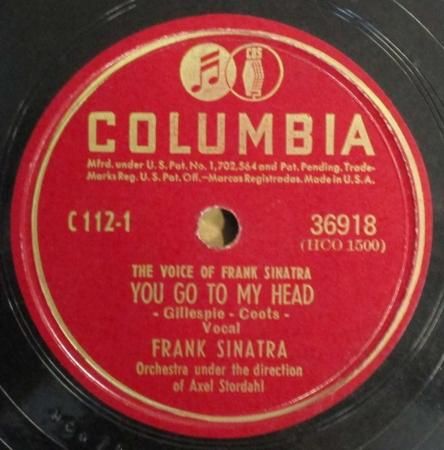 CBS
COLUMBIA
Mfrd. under U.S. Pat. No. 1,702,564 and Pat. Pending. Trade-
Marks Reg. U.S. Pat. Off.—Marcas Registradas. Made in U.S.A.
C 112-1
36918
(HCO 1500)
THE VOICE OF FRANK SINATRA
YOU GO TO MY HEAD
- Gillespie - Coots -
Vocal
FRANK SINATRA
Orchestra under the direction
of Axel Stordahl